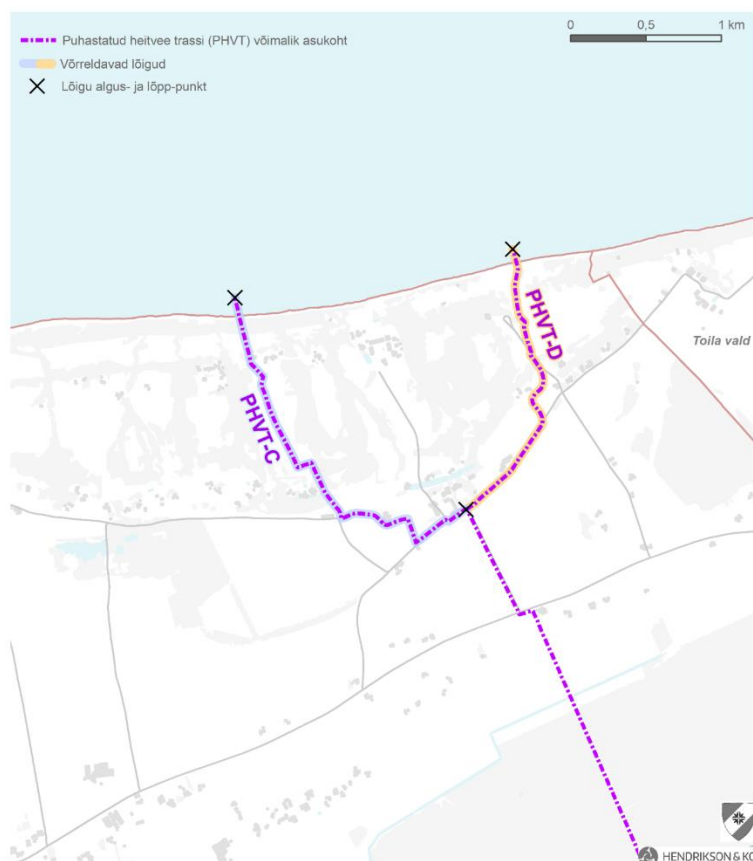 0 0,5 1 km
Puhastatud heitvee trassi (PHVT) võimalik asukoht
Võrreldavad lõigud
Lõigu algus- ja lõpp-punkt
PHVT-D
Toila vald
PHVT-C
HENDRIKSON & KO